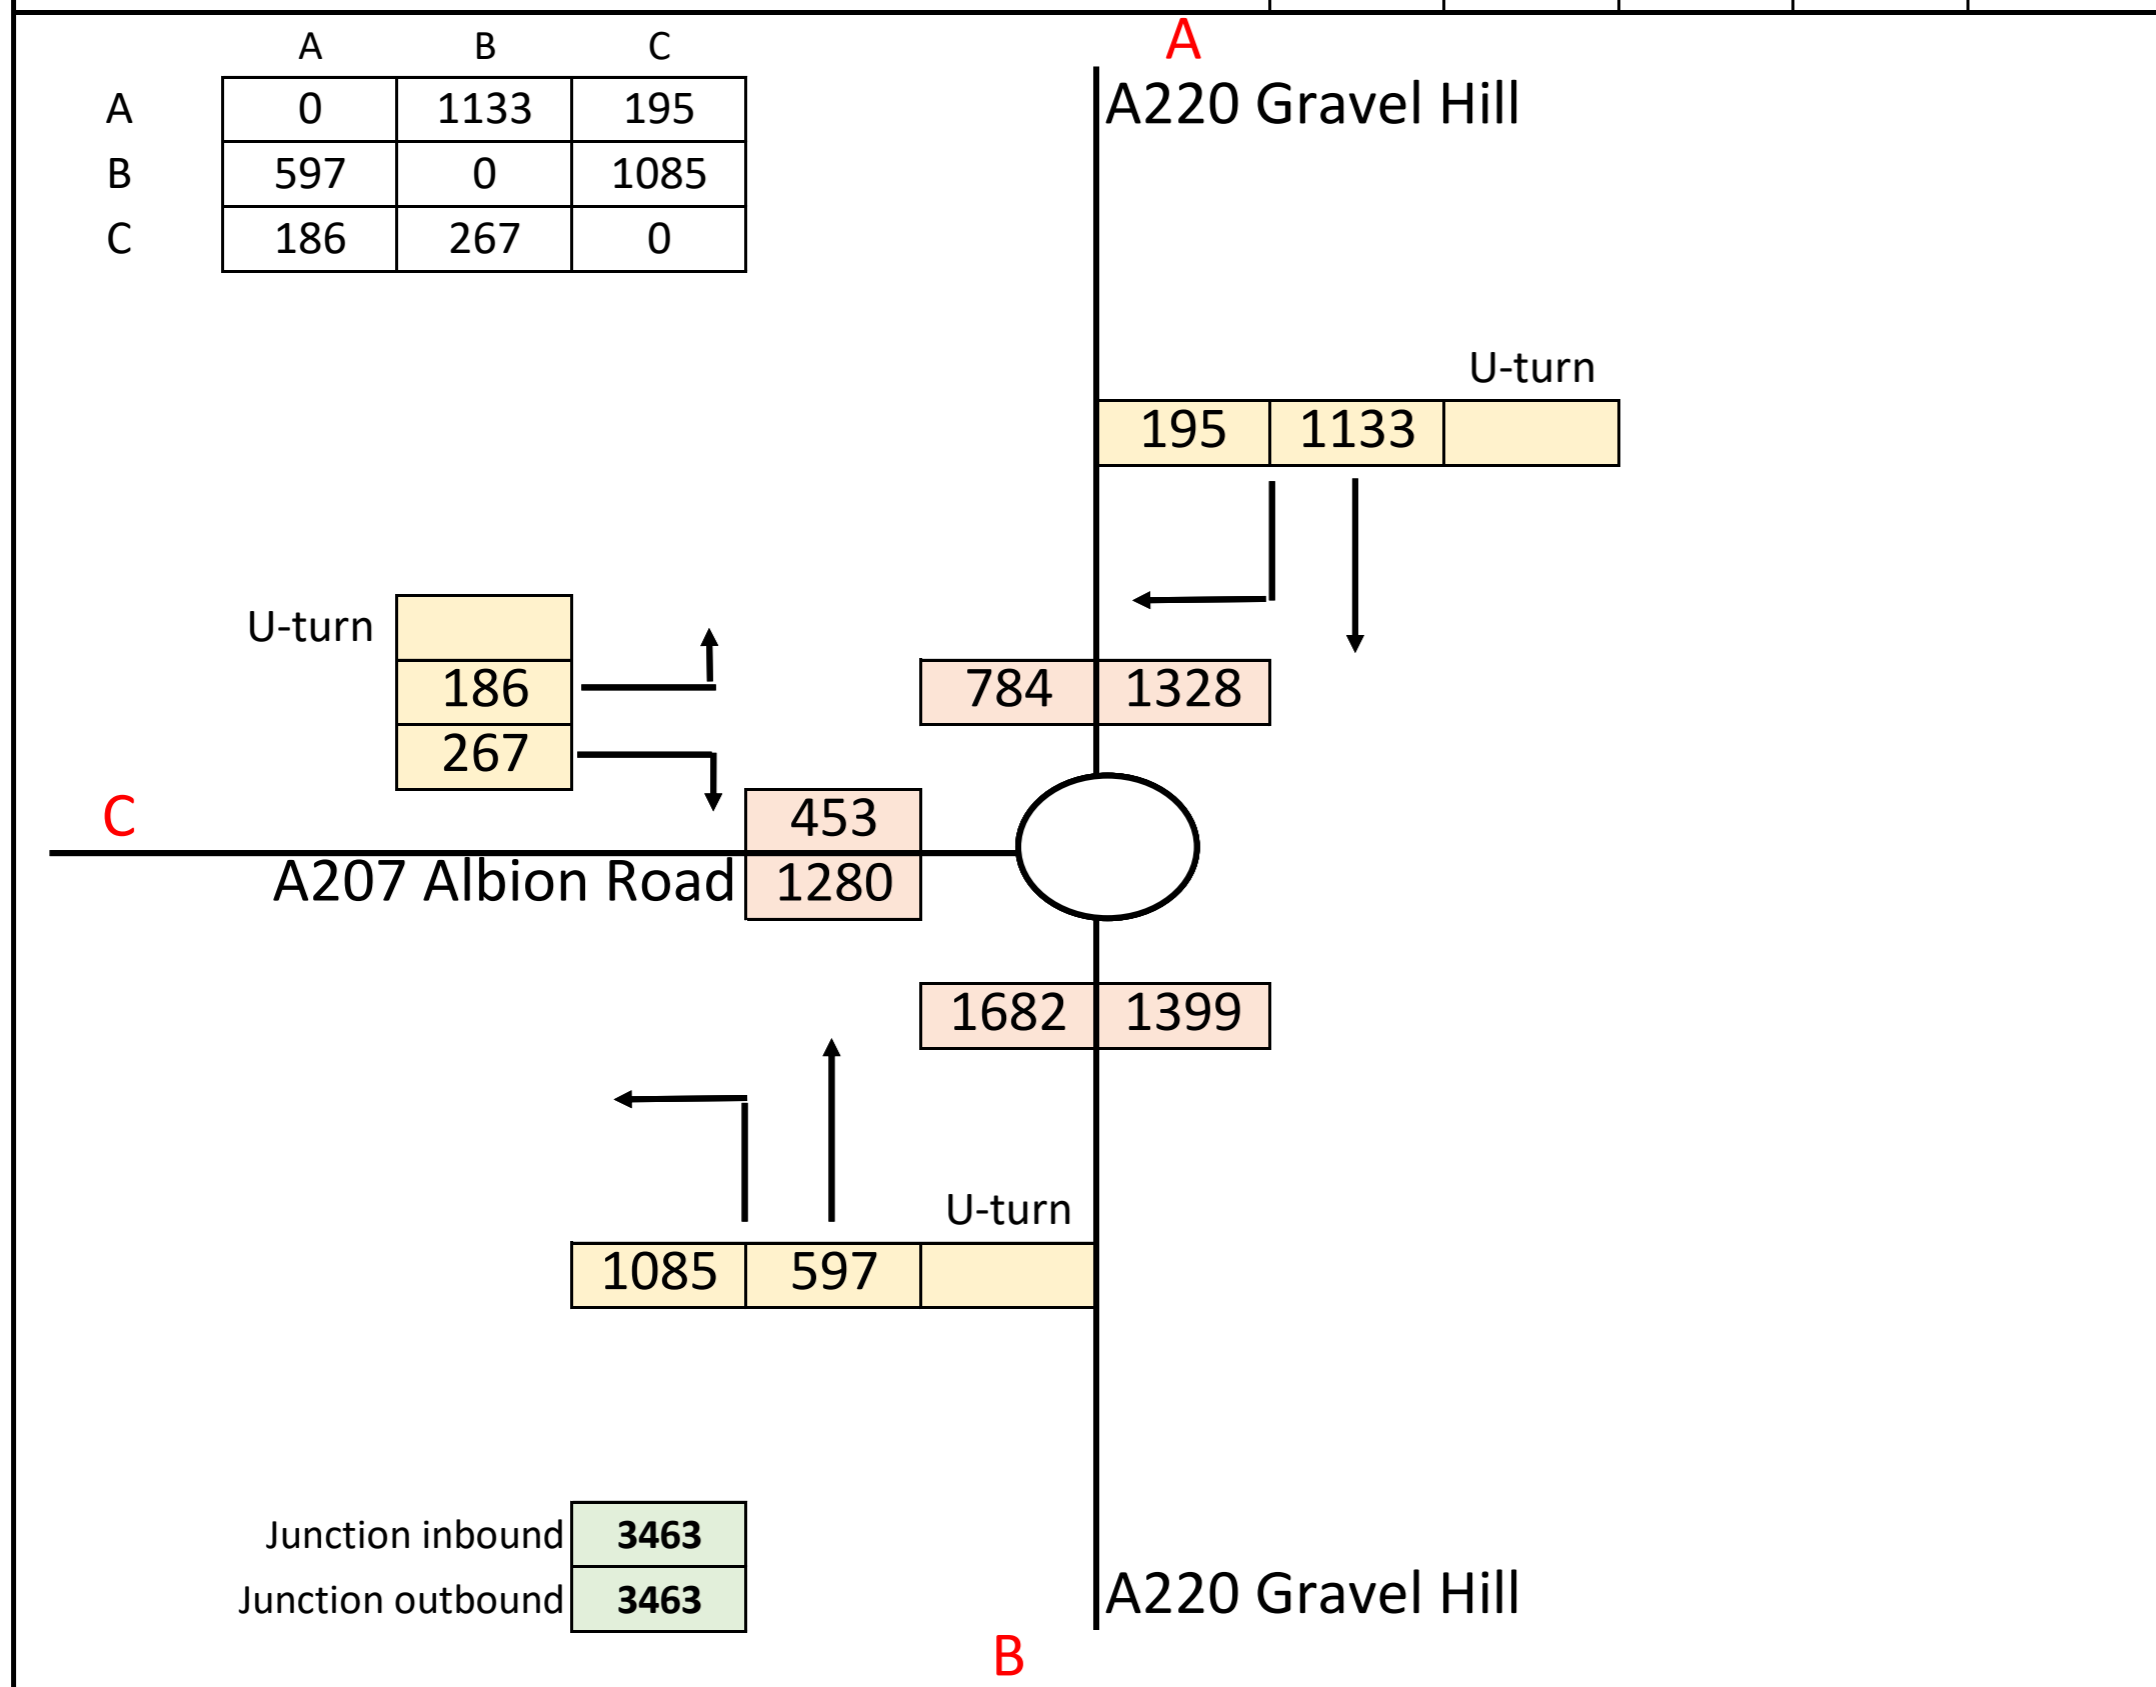 A B C
A 0 1133 195
B 597 0 1085
C 186 267 0
A
A220 Gravel Hill
U-turn
195 1133
U-turn
186
267
784 1328
C
453
A207 Albion Road 1280
1682 1399
U-turn
1085 597
Junction inbound 3463
Junction outbound 3463
A220 Gravel Hill
B